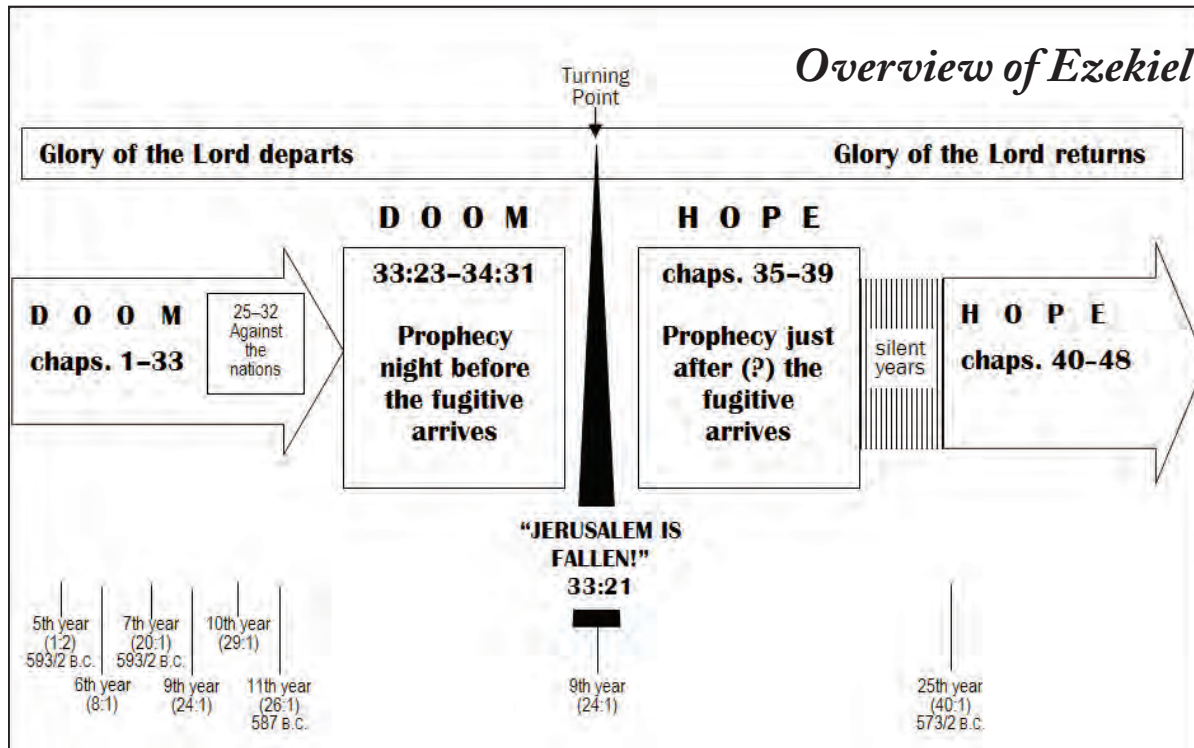 Overview of Ezekiel
Turning
Point
Glory of the Lord departs
Glory of the Lord returns
D O O M
chaps. 1–33
25–32
Against
the
nations
D O O M
33:23–34:31
Prophecy
night before
the fugitive
arrives
H O P E
chaps. 35–39
Prophecy just
after (?) the
fugitive
arrives
silent
years
H O P E
chaps. 40–48
“JERUSALEM IS
FALLEN!”
33:21
5th year
(1:2)
593/2 B.C.
6th year
(8:1)
7th year
(20:1)
593/2 B.C.
9th year
(24:1)
10th year
(29:1)
11th year
(26:1)
587 B.C.
9th year
(24:1)
25th year
(40:1)
573/2 B.C.